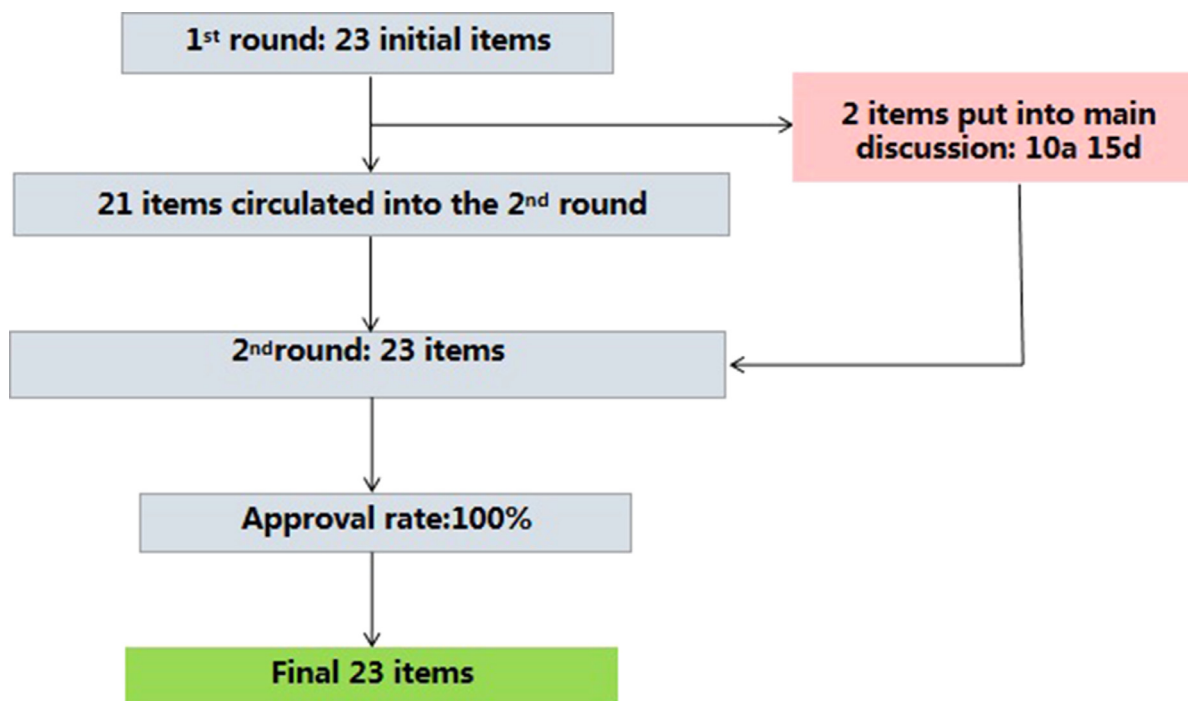 1st round: 23 initial items
2 items put into main
discussion: 10a 15d
21 items circulated into the 2nd round
2ndround: 23 items
Approval rate:100%
Final 23 items